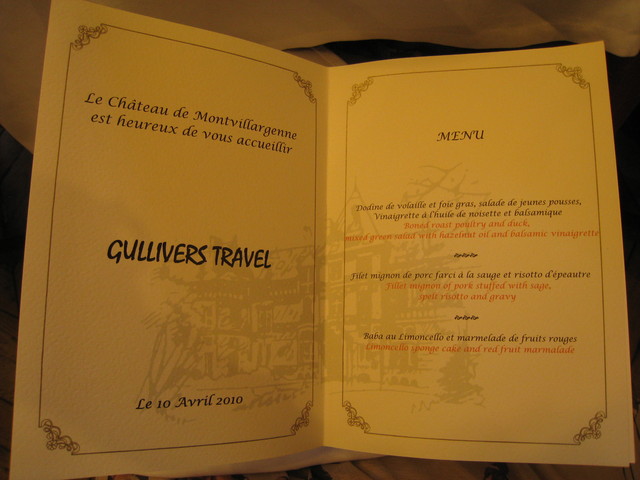 Le Château de Montvillargenne
est heureux de vous accueillir
GULLIVERS TRAVEL
Le 10 Avril 2010
MENU
Dodine de volaille et foie gras, salade de jeunes pousses,
Vinaigrette à l'huile de noisette et balsamique
Boned roast poultry and duck,
mixed green salad with hazelnut oil and balsamic vinaigrette
Filet mignon de porc farci à la sauge et risotto d'épeautre
Fillet mignon of pork stuffed with sage,
spelt risotto and gravy
Baba au Limoncello et marmelade de fruits rouges
Limoncello sponge cake and red fruit marmalade